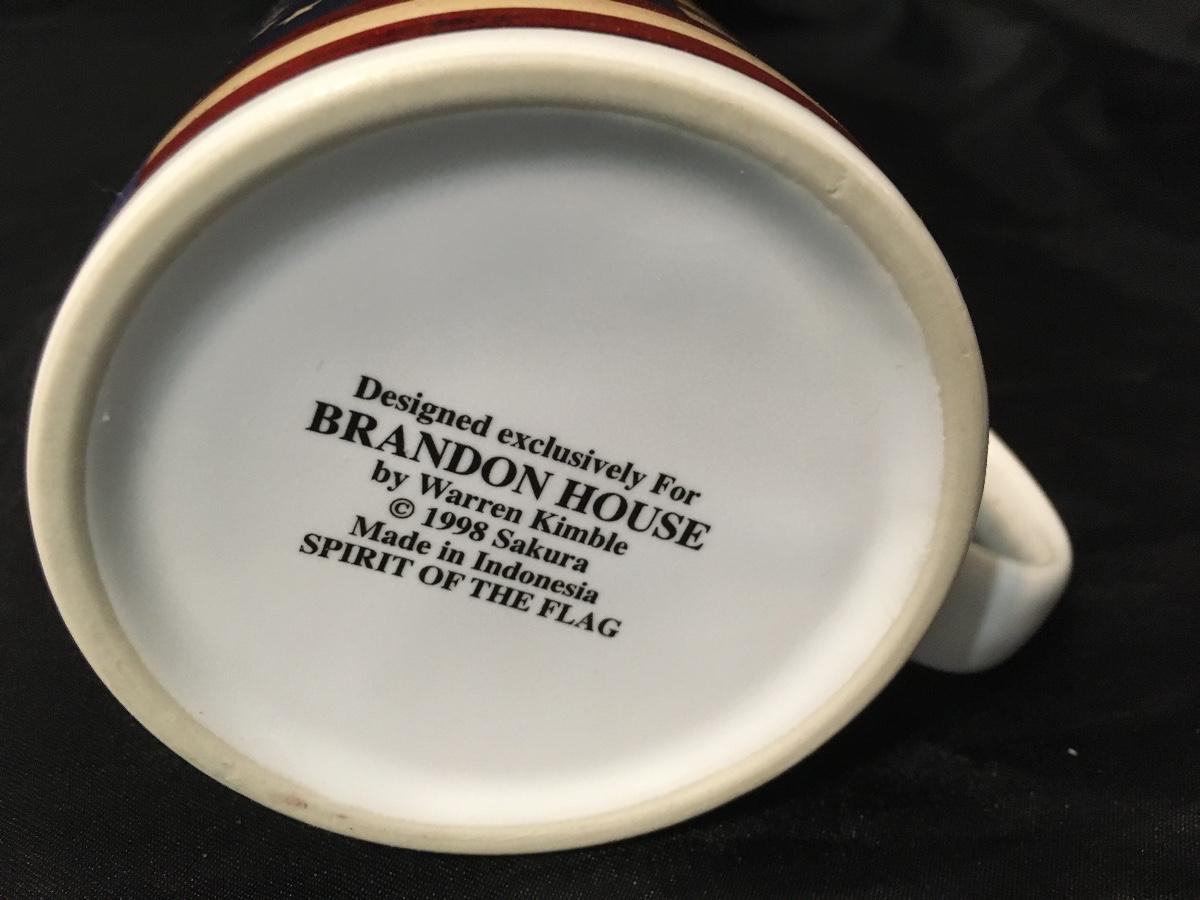 Designed exclusively For
BRANDON HOUSE
by Warren Kimble
© 1998 Sakura
Made in Indonesia
SPIRIT OF THE FLAG